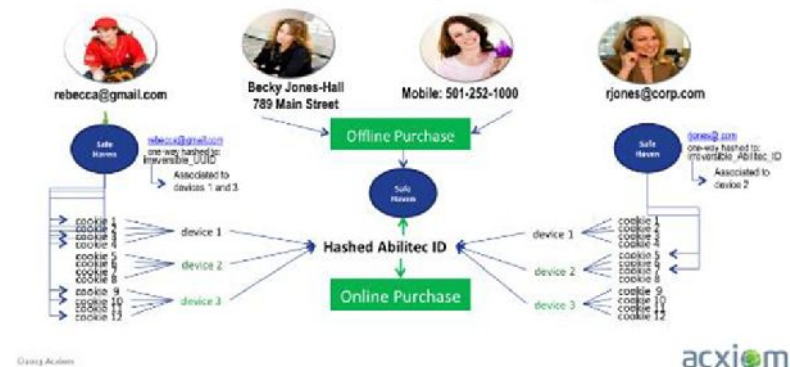 rebecca@gmail.com
Becky Jones-Hall
789 Main Street
Mobile: 501-252-1000
rjones@corp.com
Offline Purchase
Safe
Haven
rebecca@gmail.com
one-way hashed to:
irreversible_UUID
Associated to
devices 1 and 3
Safe
Haven
Safe
Haven
rjones@.com
one-way hashed to:
irreversible_Abilitec_ID
Associated to
device 2
cookie 1
cookie 2
cookie 3
cookie 4
cookie 5
cookie 6
cookie 7
cookie 8
cookie 9
cookie 10
cookie 11
cookie 12
device 1
device 2
device 3
Hashed Abilitec ID
Online Purchase
device 1
device 2
device 3
cookie 1
cookie 2
cookie 3
cookie 4
cookie 5
cookie 6
cookie 7
cookie 8
cookie 9
cookie 10
cookie 11
cookie 12
©2013 Acxiom
acxiom